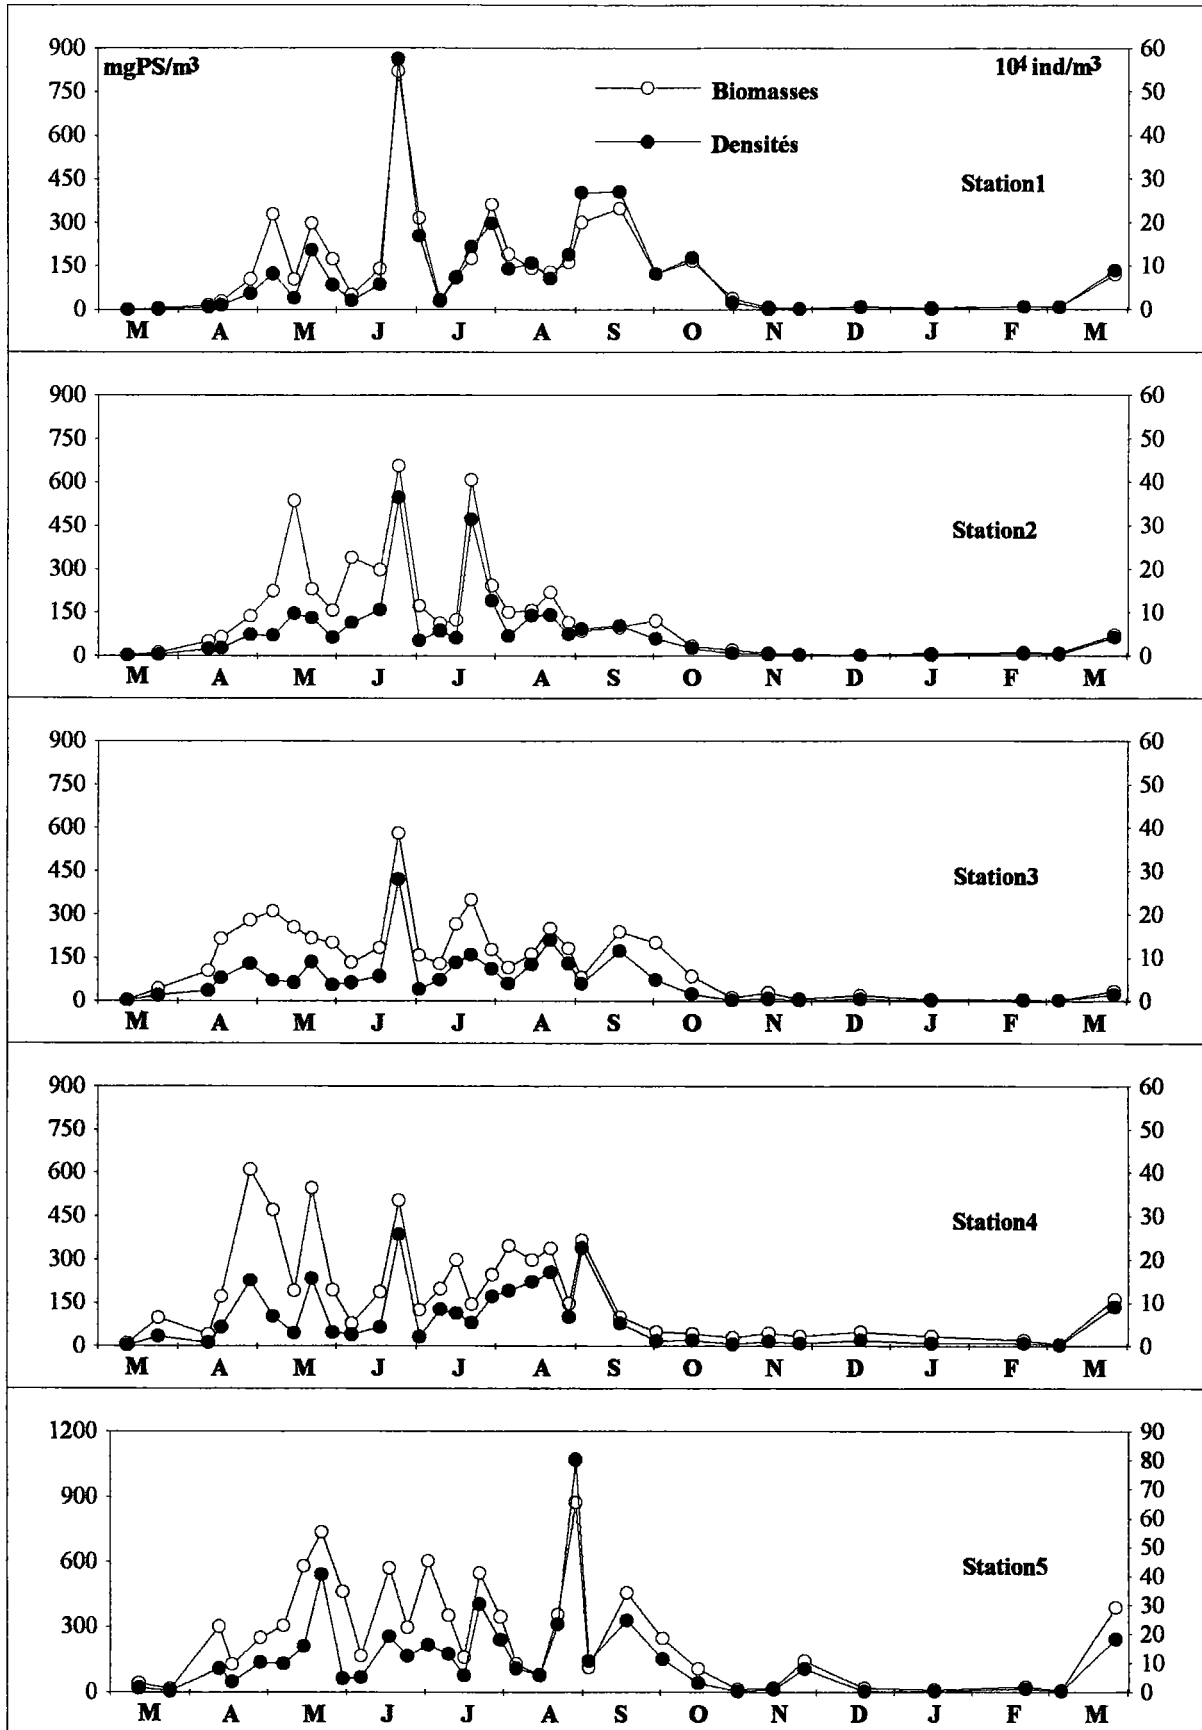 900 mgPS/m³ 10⁴ ind/m³ 60
750 Biomasses 50
600 Densités 40
450 Station1 30
300 20
150 10
0 0
M A M J J A S O N D J F M
900 60
750 50
600 40
450 Station2 30
300 20
150 10
0 0
M A M J J A S O N D J F M
900 60
750 50
600 40
450 Station3 30
300 20
150 10
0 0
M A M J J A S O N D J F M
900 60
750 50
600 40
450 Station4 30
300 20
150 10
0 0
M A M J J A S O N D J F M
1200 90
80
900 70
60
600 50
Station5 40
300 30
20
10
0 0
M A M J J A S O N D J F M